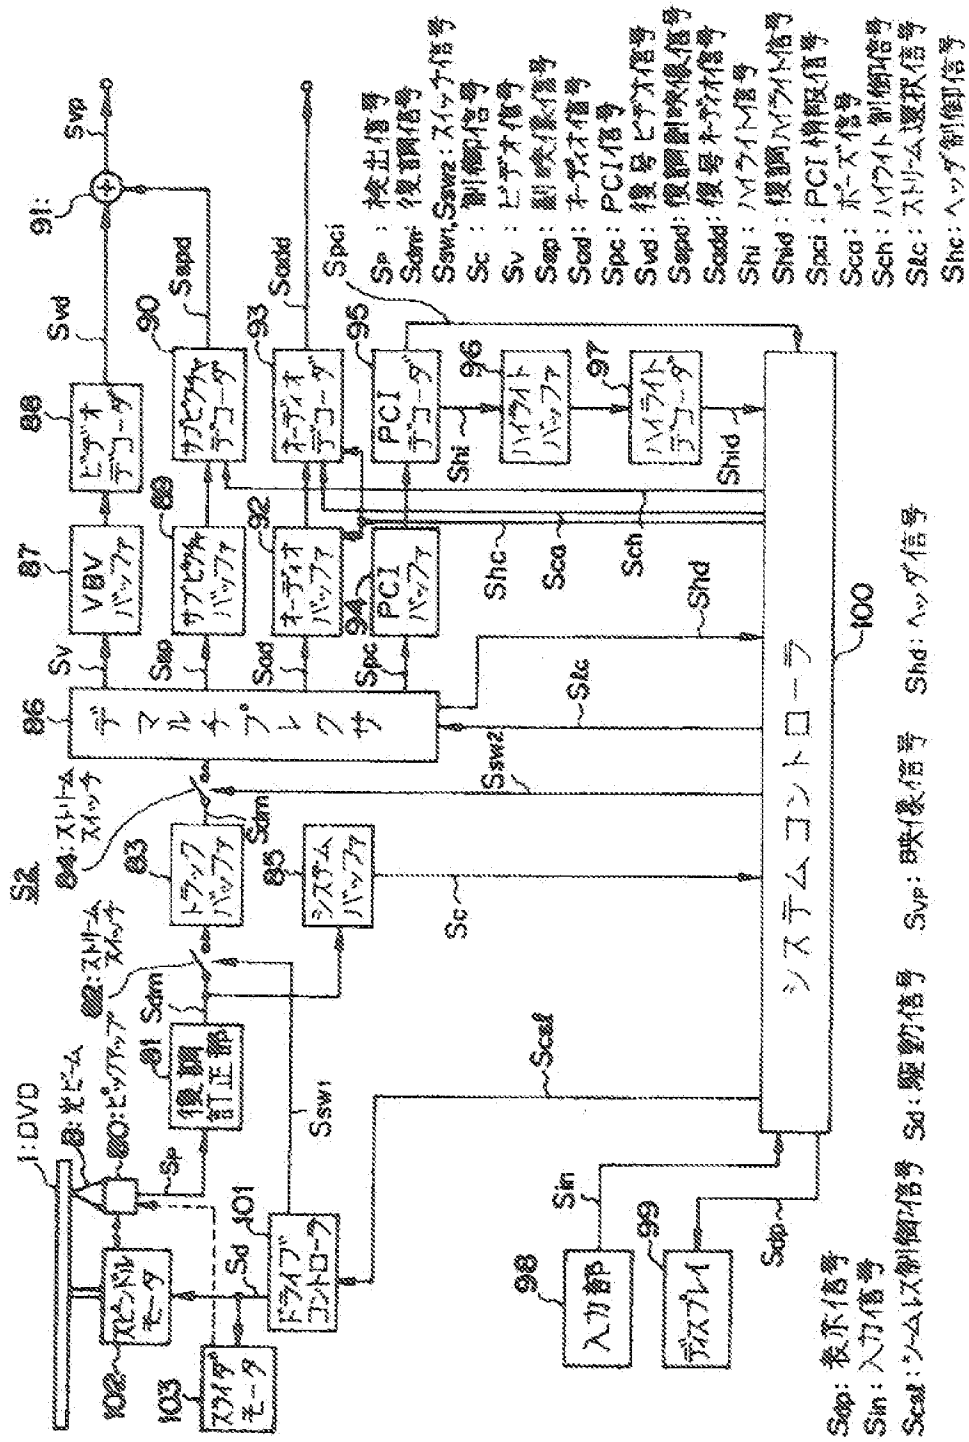 S2
1:DVD
B:光ビーム
80:ピックアップ
81
復調
訂正部
82:ストリーム
スイッチ
83
トラック
バッファ
84:ストリーム
スイッチ
85
システム
バッファ
86
デマルチプレクサ
87
VBV
バッファ
88
ビデオ
デコーダ
89
サブピクチャ
バッファ
90
サブピクチャ
デコーダ
91:
92
オーディオ
バッファ
93
オーディオ
デコーダ
94
PCI
バッファ
95
PCI
デコーダ
96
ハイライト
バッファ
97
ハイライト
デコーダ
98
入力部
99
ディスプレイ
100
システムコントローラ
101
ドライブ
コントローラ
102
スピンドル
モータ
103
スライダ
モータ
Sp
Sdm
Sdm
Ssw1
Ssw2
Sc
Sd
Sv
Ssp
Sad
Spc
Svd
Sspd
Sadd
Svp
Spci
Shi
Shid
Sch
Sca
Shc
Shd
Slc
Scsl
Sin
Sdp
Sp:検出信号
Sdm:復調信号
Ssw1,Ssw2:スイッチ信号
Sc:制御信号
Sv:ビデオ信号
Ssp:副映像信号
Sad:オーディオ信号
Spc:PCI信号
Svd:復号ビデオ信号
Sspd:復調副映像信号
Sadd:復号オーディオ信号
Shi:ハイライト信号
Shid:復調ハイライト信号
Spci:PCI情報信号
Sca:ポーズ信号
Sch:ハイライト制御信号
Slc:ストリーム選択信号
Shc:ヘッダ制御信号
Sdp:表示信号
Sin:入力信号
Scsl:シームレス制御信号
Sd:駆動信号
Svp:映像信号
Shd:ヘッダ信号